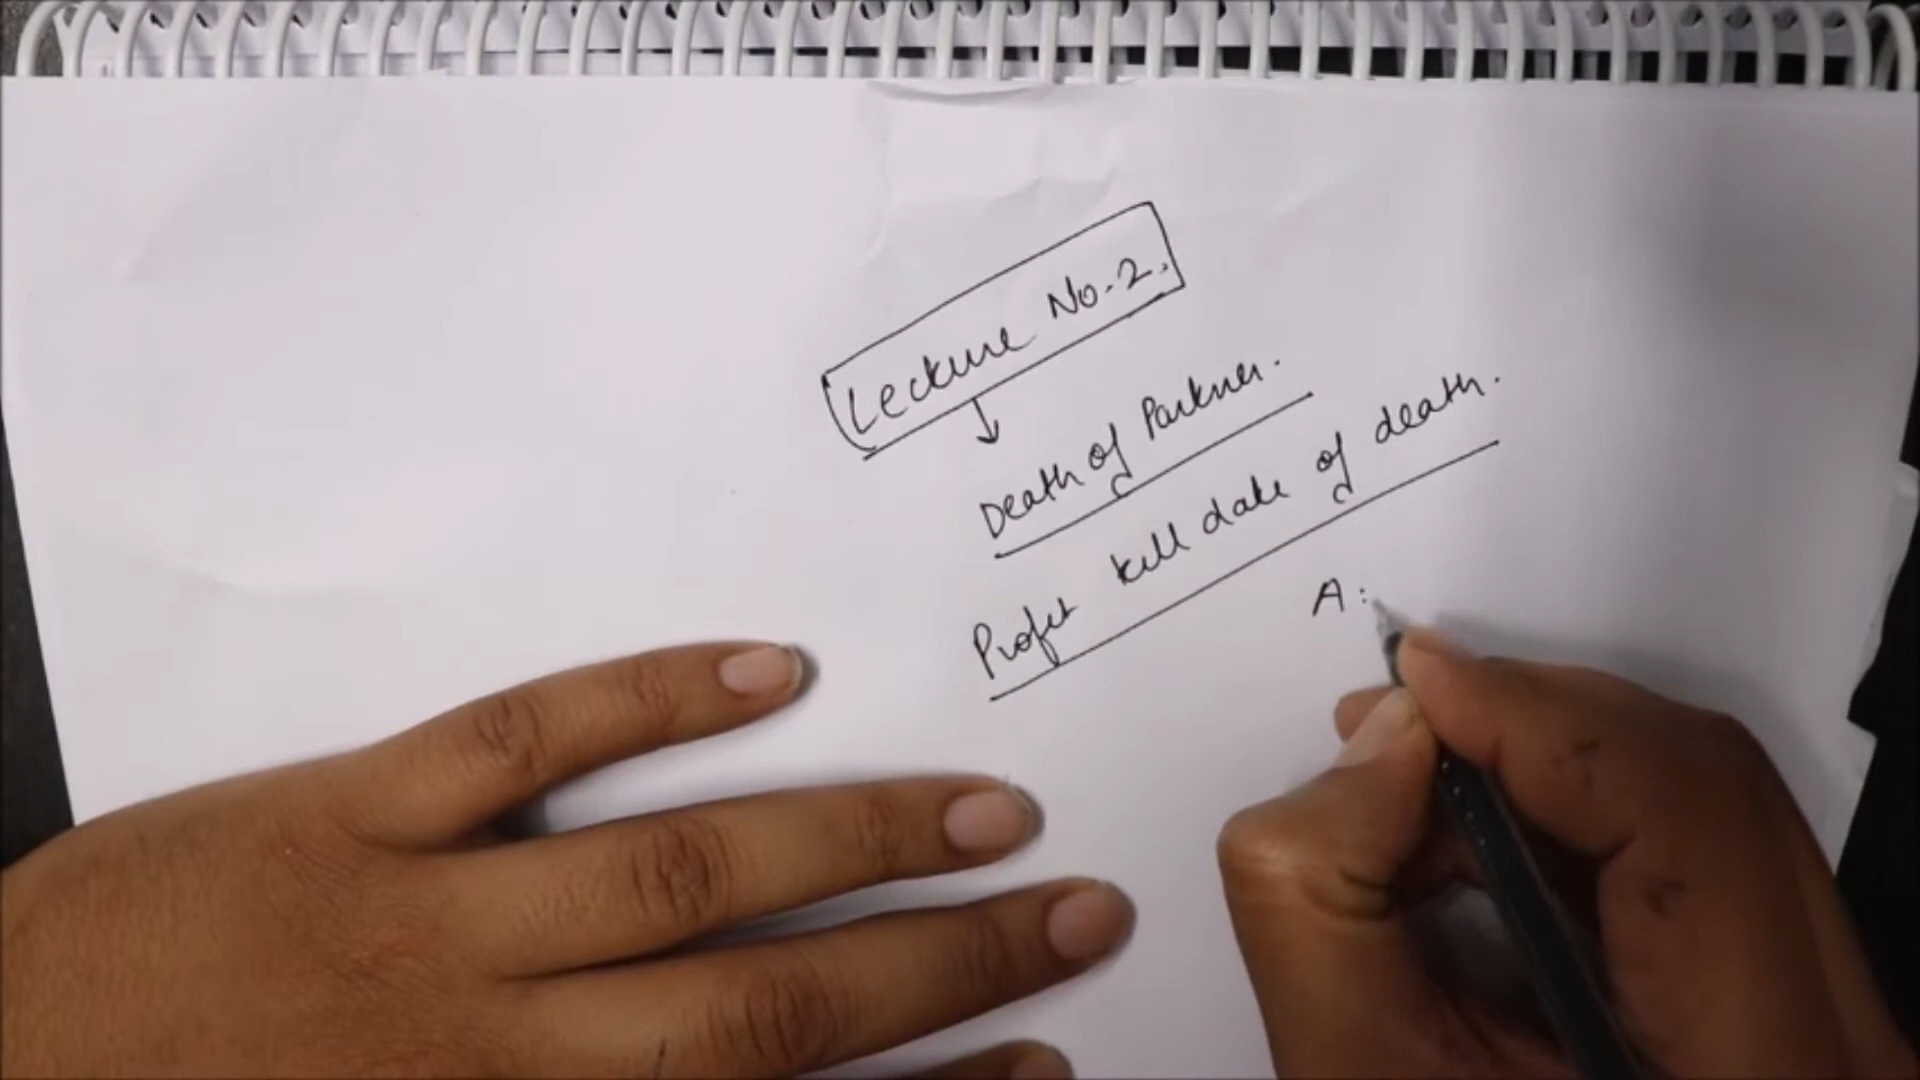 Lecture No. 2.
Death of Partner.
Profit till date of death.
A :